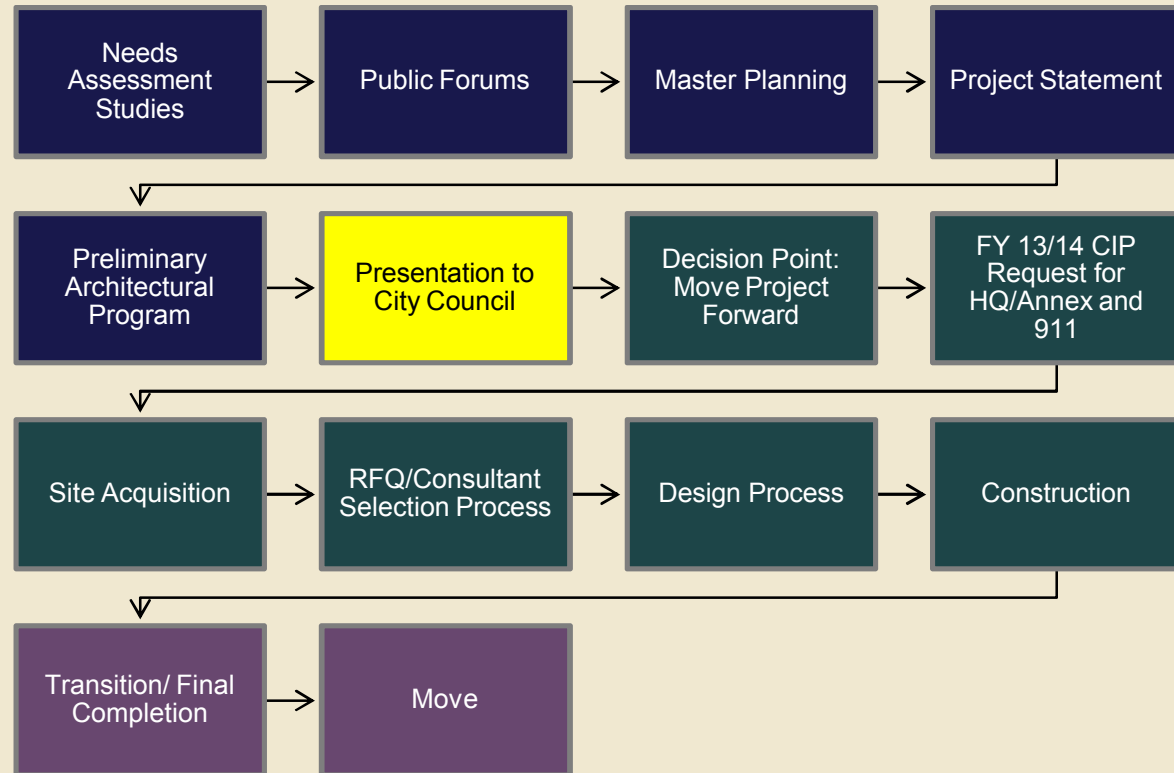 Needs
Assessment
Studies
Public Forums
Master Planning
Project Statement
Preliminary
Architectural
Program
Presentation to
City Council
Decision Point:
Move Project
Forward
FY 13/14 CIP
Request for
HQ/Annex and
911
Site Acquisition
RFQ/Consultant
Selection Process
Design Process
Construction
Transition/ Final
Completion
Move